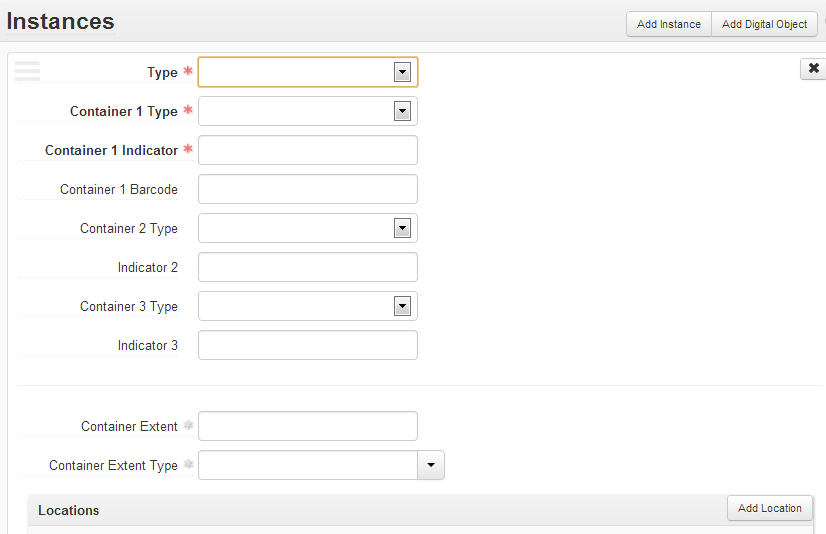 Instances
Add Instance Add Digital Object
Type *
Container 1 Type *
Container 1 Indicator *
Container 1 Barcode
Container 2 Type
Indicator 2
Container 3 Type
Indicator 3
Container Extent *
Container Extent Type *
Locations
Add Location